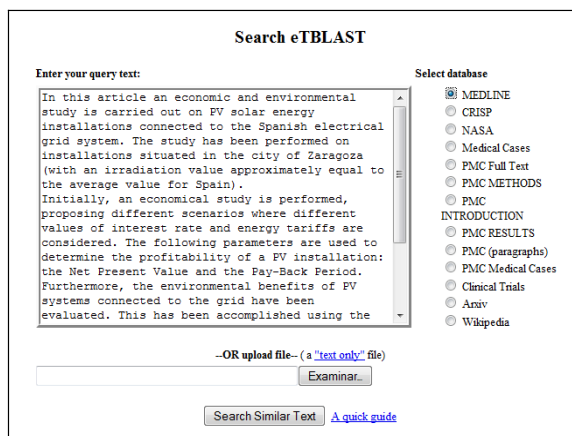 Search eTBLAST
Enter your query text:
In this article an economic and environmental
study is carried out on PV solar energy
installations connected to the Spanish electrical
grid system. The study has been performed on
installations situated in the city of Zaragoza
(with an irradiation value approximately equal to
the average value for Spain).
Initially, an economical study is performed,
proposing different scenarios where different
values of interest rate and energy tariffs are
considered. The following parameters are used to
determine the profitability of a PV installation:
the Net Present Value and the Pay-Back Period.
Furthermore, the environmental benefits of PV
systems connected to the grid have been
evaluated. This has been accomplished using the
Select database
MEDLINE
CRISP
NASA
Medical Cases
PMC Full Text
PMC METHODS
PMC
INTRODUCTION
PMC RESULTS
PMC (paragraphs)
PMC Medical Cases
Clinical Trials
Arxiv
Wikipedia
--OR upload file-- ( a "text only" file)
Examinar...
Search Similar Text
A quick guide